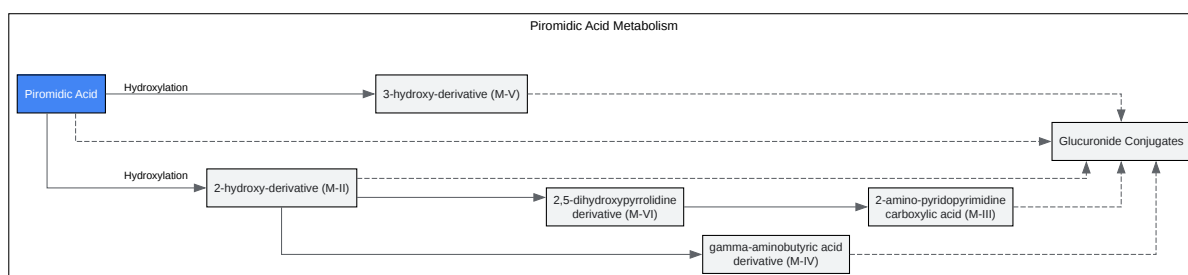 Piromidic Acid Metabolism
Hydroxylation
Piromidic Acid
3-hydroxy-derivative (M-V)
Glucuronide Conjugates
Hydroxylation
2-hydroxy-derivative (M-II)
2,5-dihydroxypyrrolidine
derivative (M-VI)
2-amino-pyridopyrimidine
carboxylic acid (M-III)
gamma-aminobutyric acid
derivative (M-IV)